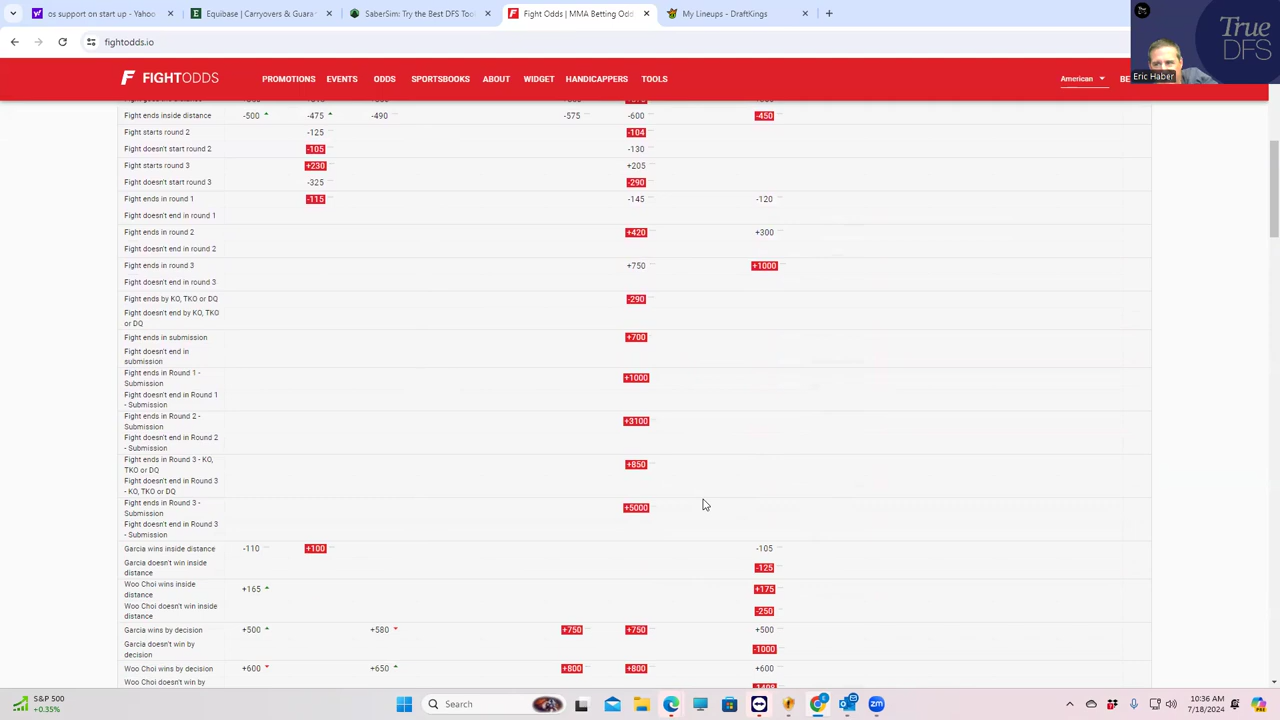 os support on start up - Yahoo
Equibase | Carryovers & Guara
SaberSim: Try the Best DFS Tools
Fight Odds | MMA Betting Odd
My Lineups - DraftKings
fightodds.io
True
DFS
Eric Haber
FIGHTODDS
PROMOTIONS EVENTS ODDS SPORTSBOOKS ABOUT WIDGET HANDICAPPERS TOOLS
American
BE
Fight ends inside distance -500 -475 -490 -575 -600 -450
Fight starts round 2 -125 -104
Fight doesn't start round 2 -105 -130
Fight starts round 3 +230 +205
Fight doesn't start round 3 -325 -290
Fight ends in round 1 -115 -145 -120
Fight doesn't end in round 1
Fight ends in round 2 +420 +300
Fight doesn't end in round 2
Fight ends in round 3 +750 +1000
Fight doesn't end in round 3
Fight ends by KO, TKO or DQ -290
Fight doesn't end by KO, TKO
or DQ
Fight ends in submission +700
Fight doesn't end in
submission
Fight ends in Round 1 -
Submission
+1000
Fight doesn't end in Round 1
- Submission
Fight ends in Round 2 -
Submission
+3100
Fight doesn't end in Round 2
- Submission
Fight ends in Round 3 - KO,
TKO or DQ
+850
Fight doesn't end in Round 3
- KO, TKO or DQ
Fight ends in Round 3 -
Submission
+5000
Fight doesn't end in Round 3
- Submission
Garcia wins inside distance -110 +100 -105
Garcia doesn't win inside
distance
-125
Woo Choi wins inside
distance
+165 +175
Woo Choi doesn't win inside
distance
-250
Garcia wins by decision +500 +580 +750 +750 +500
Garcia doesn't win by
decision
-1000
Woo Choi wins by decision +600 +650 +800 +800 +600
Woo Choi doesn't win by
S&P 500
+0.35%
Search
10:36 AM
7/18/2024